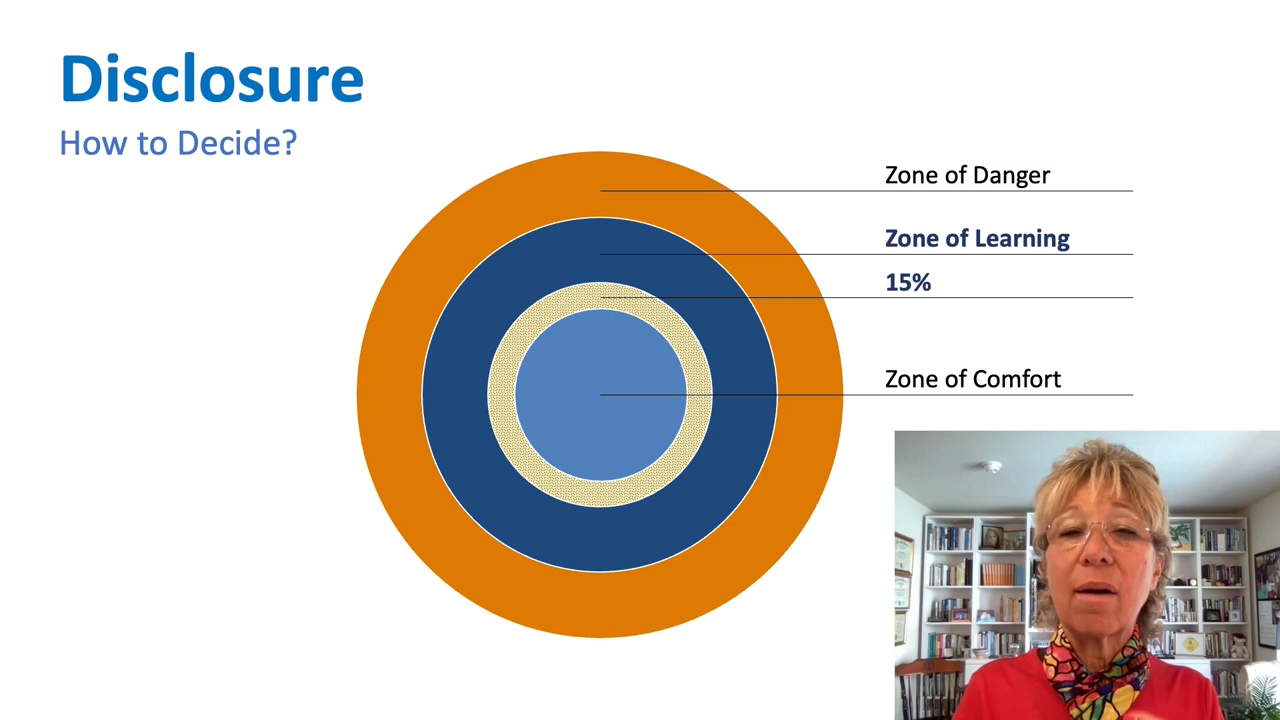 Disclosure
How to Decide?
Zone of Danger
Zone of Learning
15%
Zone of Comfort